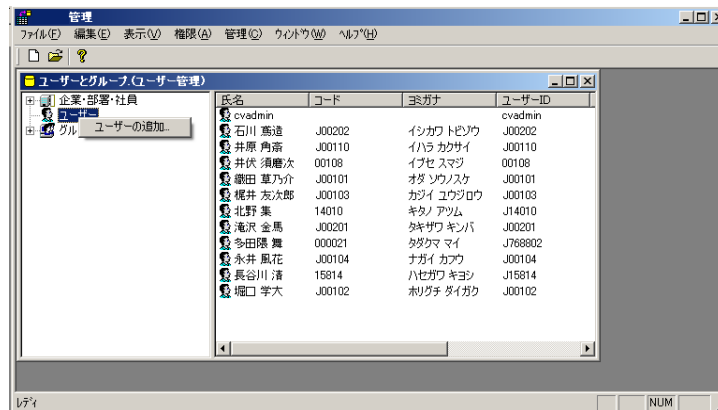 管理
ファイル(F) 編集(E) 表示(V) 権限(A) 管理(C) ウィンドウ(W) ヘルプ(H)
ユーザーとグループ.(ユーザー管理)
企業・部署・社員
ユーザー
グル
ユーザーの追加...
氏名 コード ヨミガナ ユーザーID
cvadmin cvadmin
石川 蔦造 J00202 イシカワ トビゾウ J00202
井原 角斎 J00110 イハラ カクサイ J00110
井伏 須磨次 00108 イブセ スマジ 00108
織田 草乃介 J00101 オダ ソウノスケ J00101
梶井 友次郎 J00103 カジイ ユウジロウ J00103
北野 集 14010 キタノ アツム J14010
滝沢 金馬 J00201 タキザワ キンバ J00201
多田隈 舞 000021 タダクマ マイ J768802
永井 風花 J00104 ナガイ カフウ J00104
長谷川 清 15814 ハセガワ キヨシ J15814
堀口 学大 J00102 ホリグチ ダイガク J00102
レディ NUM